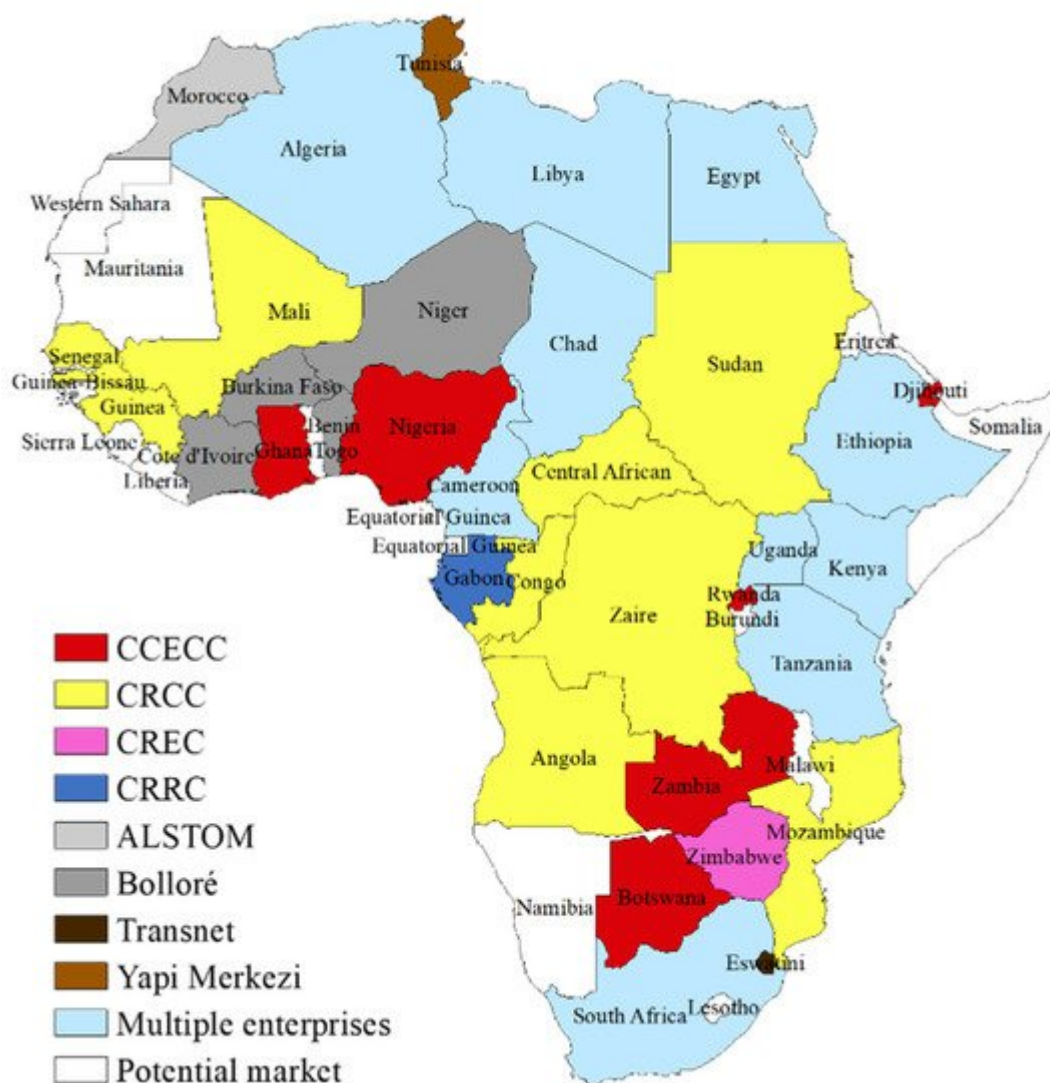 Tunisia
Morocco
Algeria
Libya
Egypt
Western Sahara
Mauritania
Mali
Niger
Chad
Sudan
Eritrea
Senegal
Guinea-Bissau
Guinea
Burkina Faso
Djibouti
Sierra Leone
Cote d'Ivoire
Ghana
Benin
Togo
Nigeria
Ethiopia
Somalia
Liberia
Central African
Cameroon
Equatorial Guinea
Equatorial Guinea
Gabon
Congo
Uganda
Kenya
Rwanda
Burundi
Zaire
Tanzania
Angola
Zambia
Malawi
Mozambique
Zimbabwe
Namibia
Botswana
Eswatini
South Africa
Lesotho
CCECC
CRCC
CREC
CRRC
ALSTOM
Bolloré
Transnet
Yapi Merkezi
Multiple enterprises
Potential market